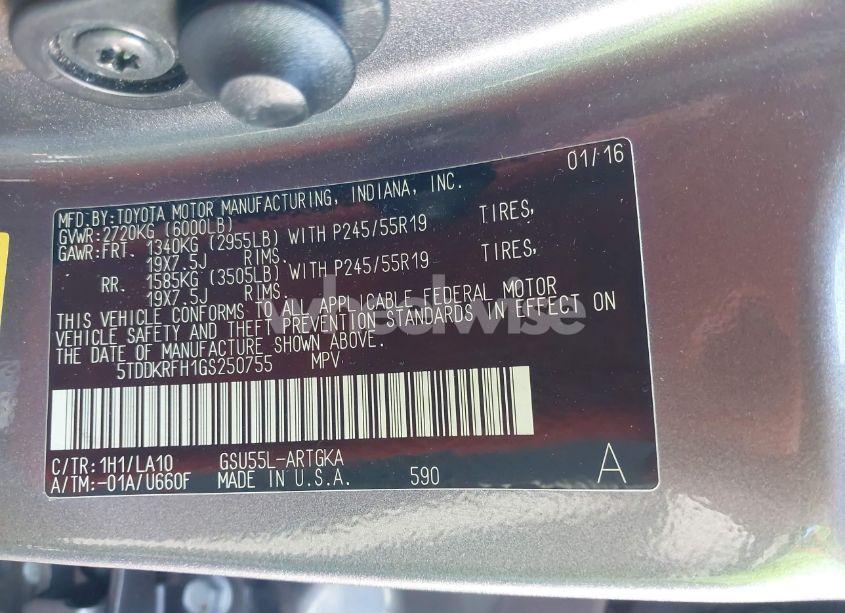 01/16
MFD.BY:TOYOTA MOTOR MANUFACTURING, INDIANA, INC.
GVWR:2720KG (6000LB)
GAWR:FRT. 1340KG (2955LB) WITH P245/55R19 TIRES,
19X7.5J RIMS.
RR. 1585KG (3505LB) WITH P245/55R19 TIRES,
19X7.5J RIMS.
THIS VEHICLE CONFORMS TO ALL APPLICABLE FEDERAL MOTOR
VEHICLE SAFETY AND THEFT PREVENTION STANDARDS IN EFFECT ON
THE DATE OF MANUFACTURE SHOWN ABOVE.
5TDDKRFH1GS250755 MPV
C/TR: 1H1/LA10 GSU55L-ARTGKA
A/TM:-01A/U660F MADE IN U.S.A. 590 A
wheelwise